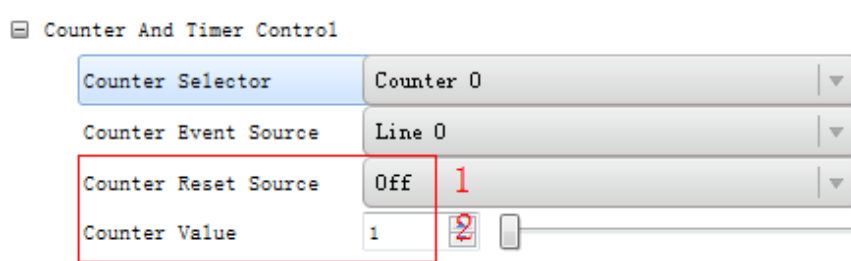 Counter And Timer Control
Counter Selector Counter 0
Counter Event Source Line 0
Counter Reset Source Off 1
Counter Value 1 2